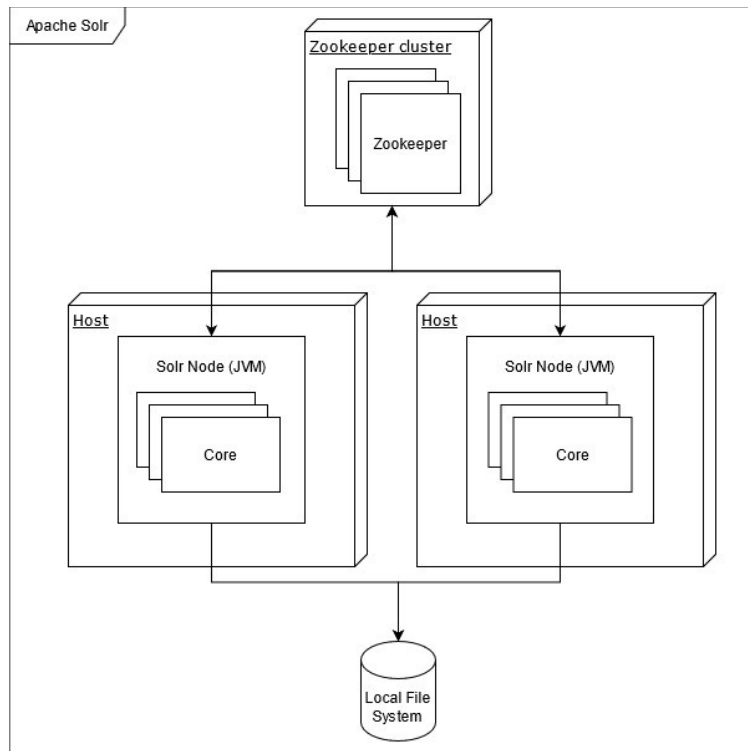 Apache Solr
Zookeeper cluster
Zookeeper
Host
Solr Node (JVM)
Core
Host
Solr Node (JVM)
Core
Local File
System